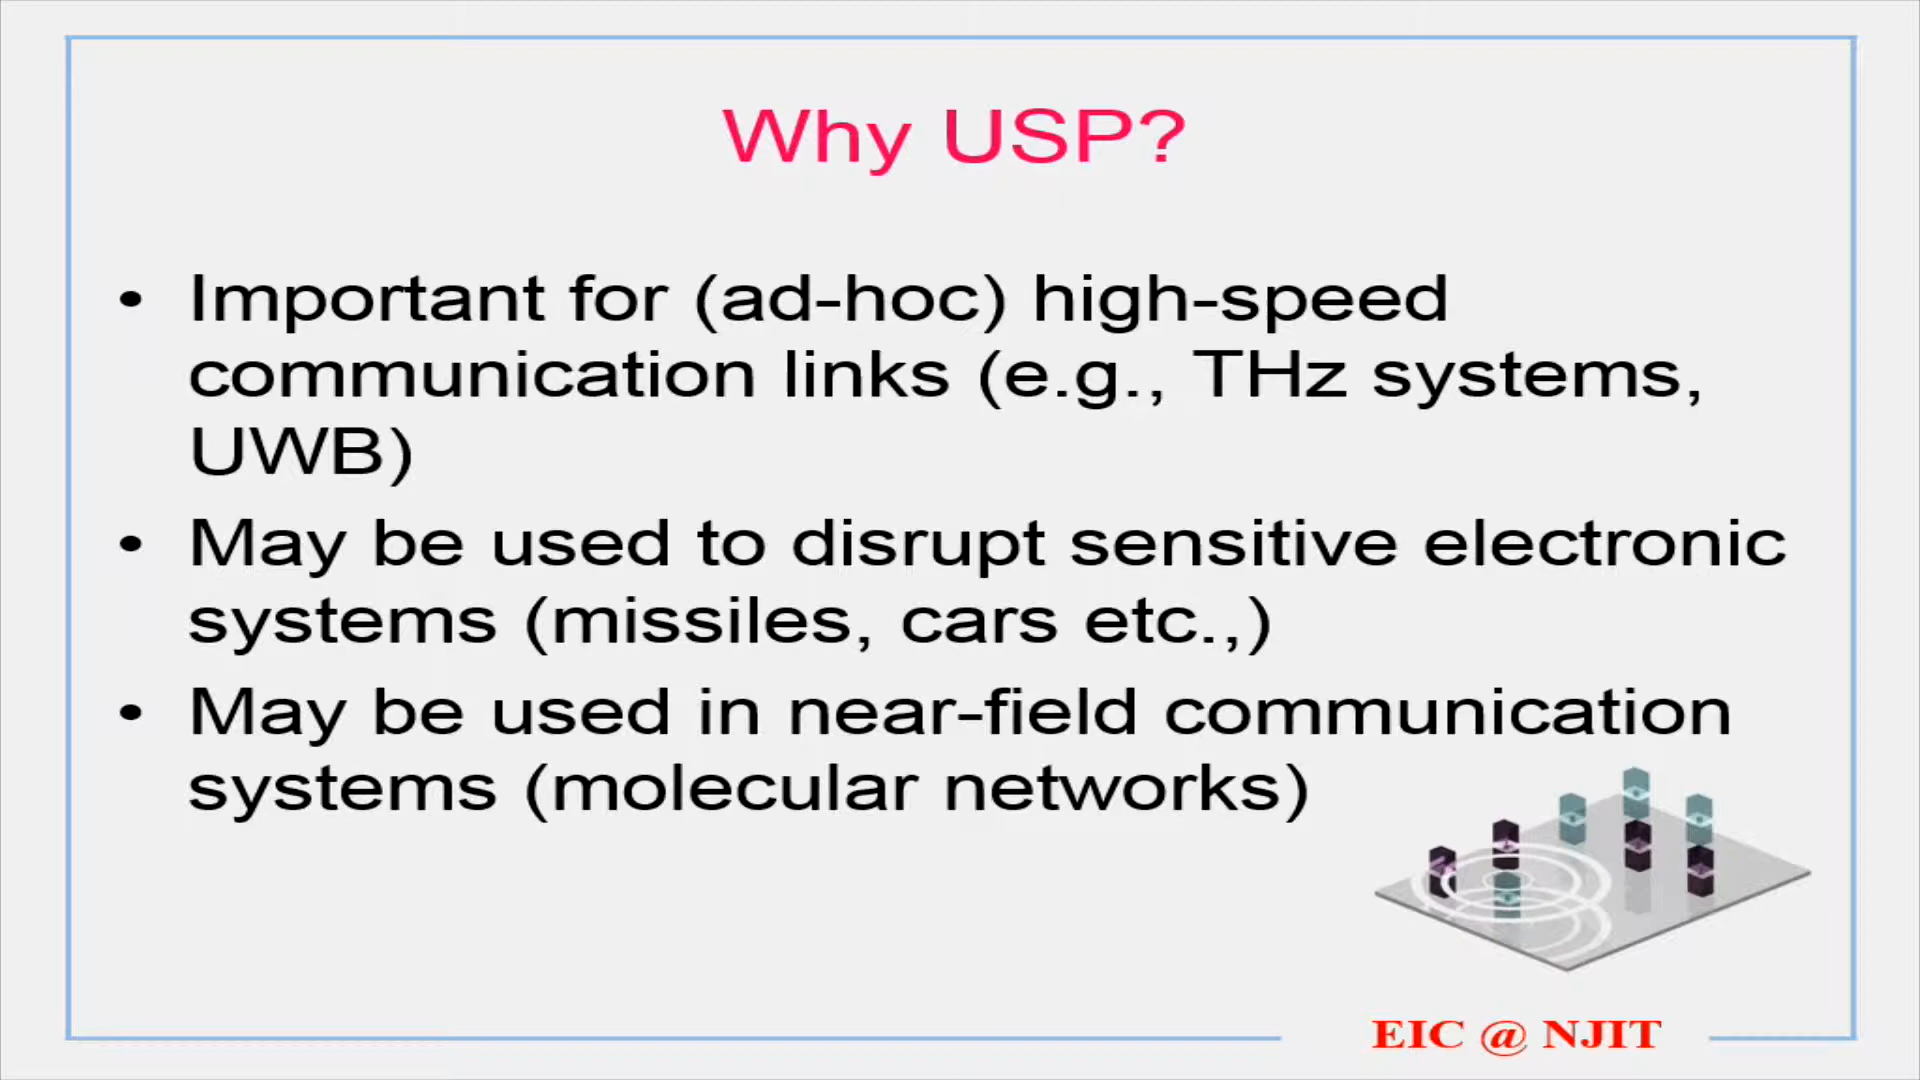 Why USP?
• Important for (ad-hoc) high-speed
communication links (e.g., THz systems,
UWB)
• May be used to disrupt sensitive electronic
systems (missiles, cars etc.,)
• May be used in near-field communication
systems (molecular networks)
EIC @ NJIT